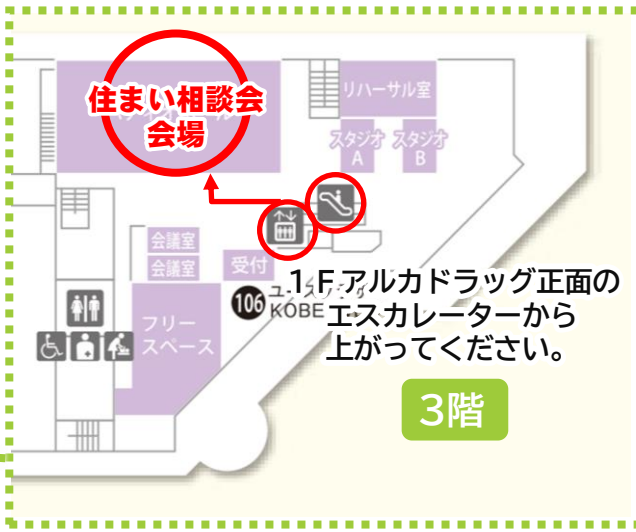 住まい相談会
会場
リハーサル室
スタジオ
A
スタジオ
B
会議室
会議室
受付
106
KOBE
フリー
スペース
1Fアルカドラッグ正面の
エスカレーターから
上がってください。
3階